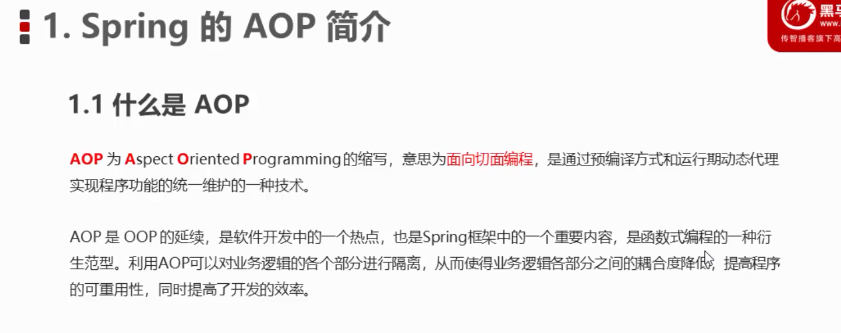 1. Spring 的 AOP 简介
黑马
www.
传智播客旗下高
1.1 什么是 AOP
AOP 为 Aspect Oriented Programming 的缩写，意思为面向切面编程，是通过预编译方式和运行期动态代理
实现程序功能的统一维护的一种技术。
AOP 是 OOP 的延续，是软件开发中的一个热点，也是Spring框架中的一个重要内容，是函数式编程的一种衍
生范型。利用AOP可以对业务逻辑的各个部分进行隔离，从而使得业务逻辑各部分之间的耦合度降低，提高程序
的可重用性，同时提高了开发的效率。